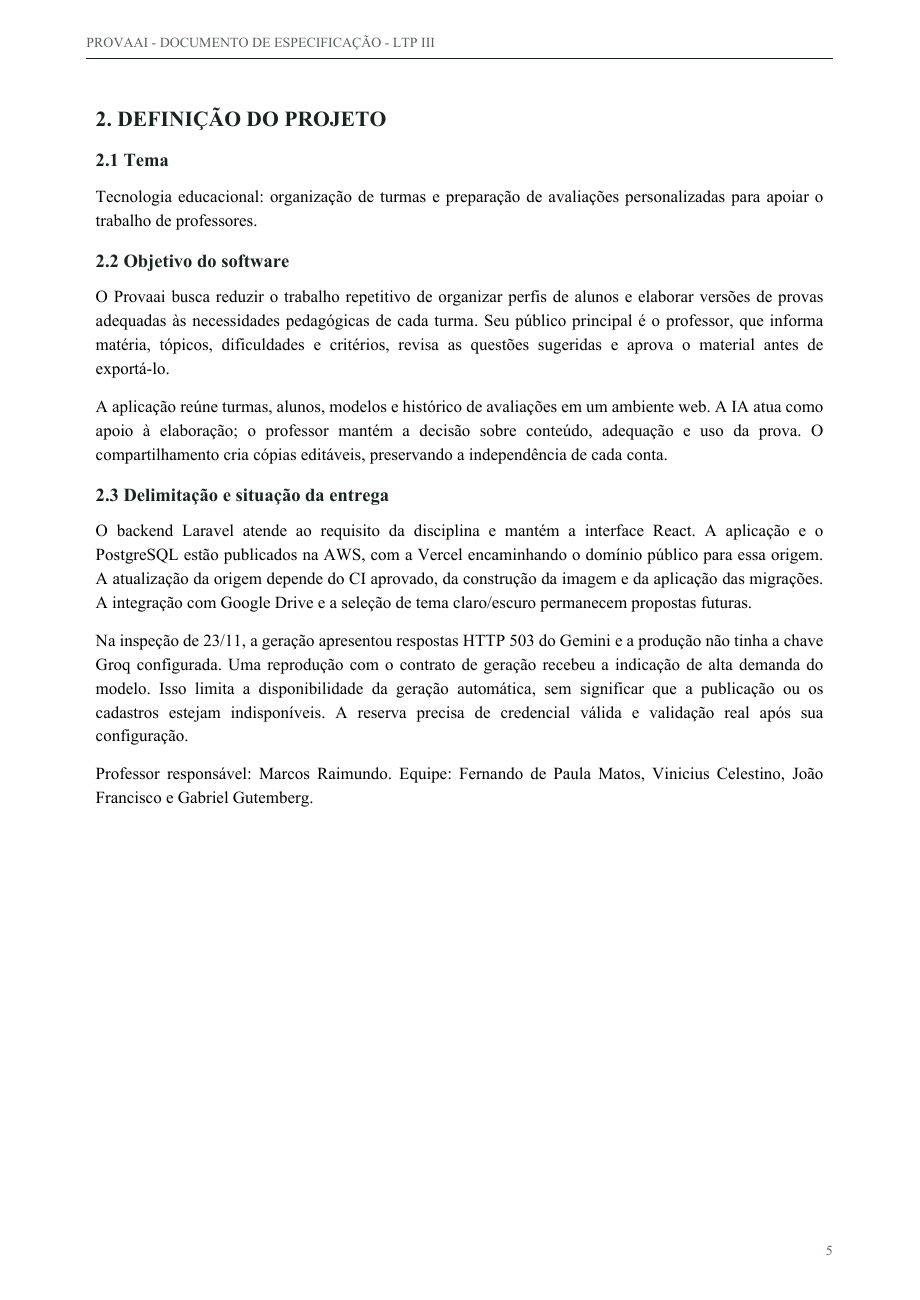 PROVAAI - DOCUMENTO DE ESPECIFICAÇÃO - LTP III
2. DEFINIÇÃO DO PROJETO
2.1 Tema
Tecnologia educacional: organização de turmas e preparação de avaliações personalizadas para apoiar o
trabalho de professores.
2.2 Objetivo do software
O Provaai busca reduzir o trabalho repetitivo de organizar perfis de alunos e elaborar versões de provas
adequadas às necessidades pedagógicas de cada turma. Seu público principal é o professor, que informa
matéria, tópicos, dificuldades e critérios, revisa as questões sugeridas e aprova o material antes de
exportá-lo.
A aplicação reúne turmas, alunos, modelos e histórico de avaliações em um ambiente web. A IA atua como
apoio à elaboração; o professor mantém a decisão sobre conteúdo, adequação e uso da prova. O
compartilhamento cria cópias editáveis, preservando a independência de cada conta.
2.3 Delimitação e situação da entrega
O backend Laravel atende ao requisito da disciplina e mantém a interface React. A aplicação e o
PostgreSQL estão publicados na AWS, com a Vercel encaminhando o domínio público para essa origem.
A atualização da origem depende do CI aprovado, da construção da imagem e da aplicação das migrações.
A integração com Google Drive e a seleção de tema claro/escuro permanecem propostas futuras.
Na inspeção de 23/11, a geração apresentou respostas HTTP 503 do Gemini e a produção não tinha a chave
Groq configurada. Uma reprodução com o contrato de geração recebeu a indicação de alta demanda do
modelo. Isso limita a disponibilidade da geração automática, sem significar que a publicação ou os
cadastros estejam indisponíveis. A reserva precisa de credencial válida e validação real após sua
configuração.
Professor responsável: Marcos Raimundo. Equipe: Fernando de Paula Matos, Vinicius Celestino, João
Francisco e Gabriel Gutemberg.
5